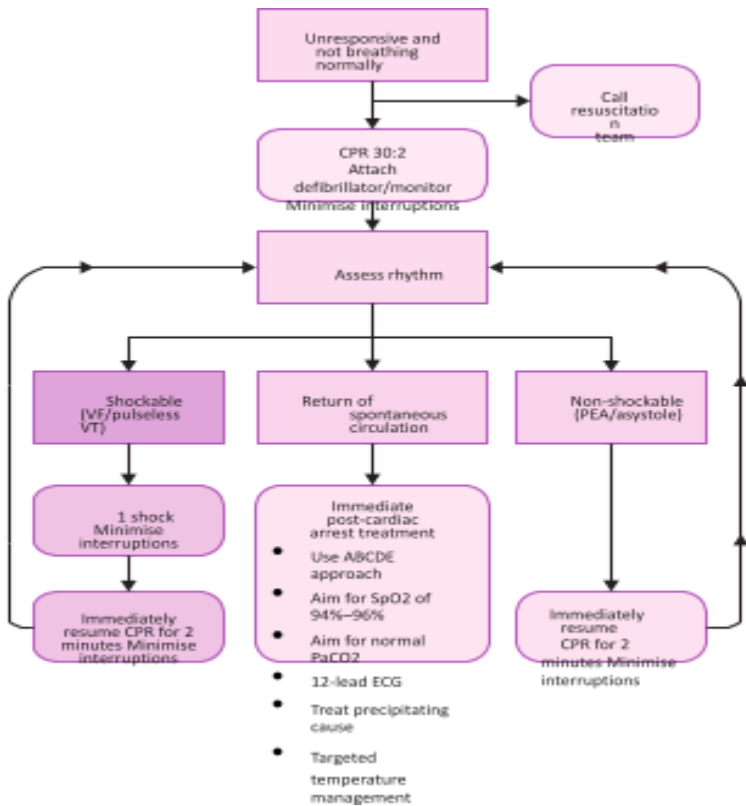 Unresponsive and
not breathing
normally
Call
resuscitatio
n
team
CPR 30:2
Attach
defibrillator/monitor
Minimise interruptions
Assess rhythm
Shockable
(VF/pulseless
VT)
Return of
spontaneous
circulation
Non-shockable
(PEA/asystole)
1 shock
Minimise
interruptions
Immediately
resume CPR for 2
minutes Minimise
interruptions
Immediate
post-cardiac
arrest treatment
• Use ABCDE
approach
• Aim for SpO2 of
94%–96%
• Aim for normal
PaCO2
• 12-lead ECG
• Treat precipitating
cause
• Targeted
temperature
management
Immediately
resume
CPR for 2
minutes Minimise
interruptions